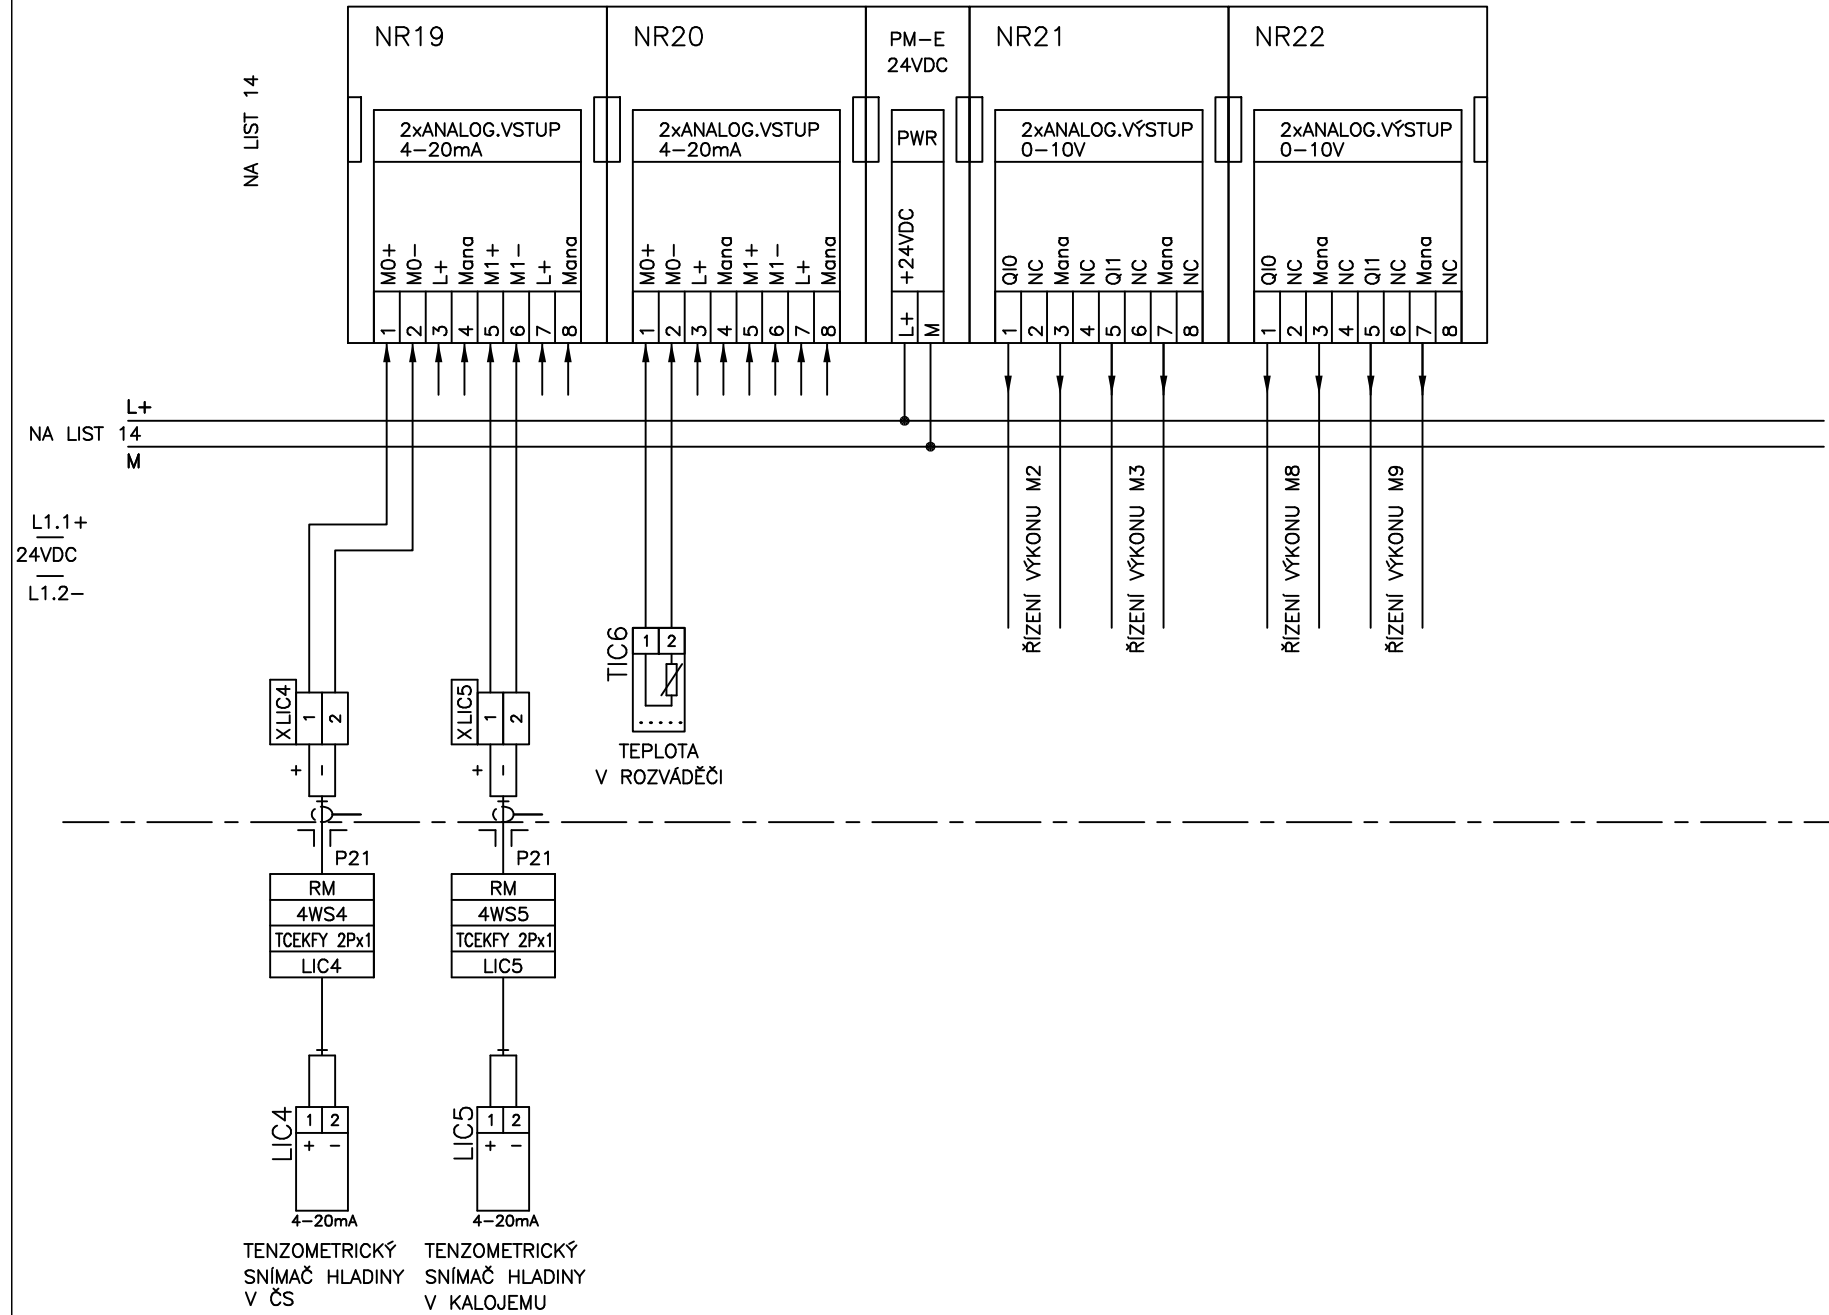 NA LIST 14
NR19
2xANALOG.VSTUP
4-20mA
M0+
M0-
L+
Mana
M1+
M1-
L+
Mana
1
2
3
4
5
6
7
8
NR20
2xANALOG.VSTUP
4-20mA
M0+
M0-
L+
Mana
M1+
M1-
L+
Mana
1
2
3
4
5
6
7
8
PM-E
24VDC
PWR
+24VDC
L+
M
NR21
2xANALOG.VÝSTUP
0-10V
QI0
NC
Mana
NC
QI1
NC
Mana
NC
1
2
3
4
5
6
7
8
NR22
2xANALOG.VÝSTUP
0-10V
QI0
NC
Mana
NC
QI1
NC
Mana
NC
1
2
3
4
5
6
7
8
L+
NA LIST 14
M
L1.1+
24VDC
L1.2-
ŘÍZENÍ VÝKONU M2
ŘÍZENÍ VÝKONU M3
ŘÍZENÍ VÝKONU M8
ŘÍZENÍ VÝKONU M9
XLIC4
1
2
+
-
XLIC5
1
2
+
-
TIC6
1
2
TEPLOTA
V ROZVÁDĚČI
P21
RM
4WS4
TCEKFY 2Px1
LIC4
P21
RM
4WS5
TCEKFY 2Px1
LIC5
LIC4
1
2
+
-
4-20mA
TENZOMETRICKÝ
SNÍMAČ HLADINY
V ČS
LIC5
1
2
+
-
4-20mA
TENZOMETRICKÝ
SNÍMAČ HLADINY
V KALOJEMU